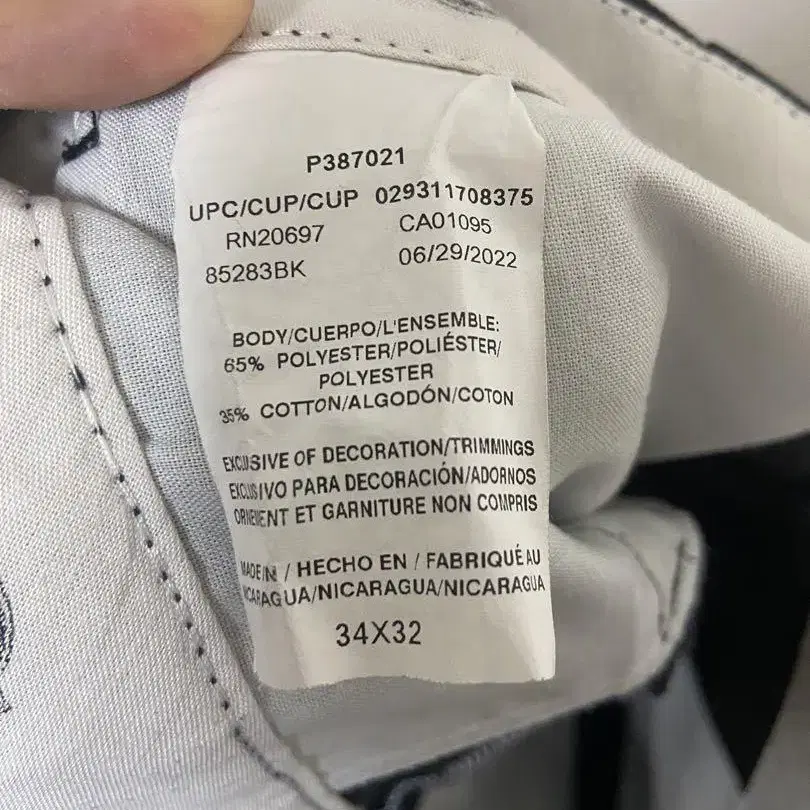 P387021
UPC/CUP/CUP 029311708375
RN20697 CA01095
85283BK 06/29/2022
BODY/CUERPO/L'ENSEMBLE:
65% POLYESTER/POLIÉSTER/
POLYESTER
35% COTTON/ALGODÓN/COTON
EXCLUSIVE OF DECORATION/TRIMMINGS
EXCLUSIVO PARA DECORACIÓN/ADORNOS
ORNEMENT ET GARNITURE NON COMPRIS
MADE IN / HECHO EN / FABRIQUÉ AU
NICARAGUA/NICARAGUA/NICARAGUA
34X32